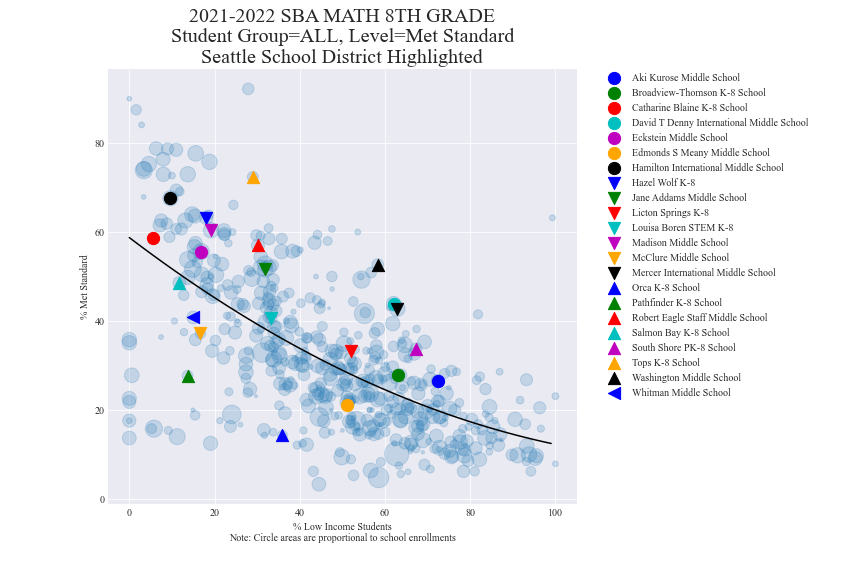 2021-2022 SBA MATH 8TH GRADE
Student Group=ALL, Level=Met Standard
Seattle School District Highlighted
80
60
40
20
0
% Met Standard
0 20 40 60 80 100
% Low Income Students
Note: Circle areas are proportional to school enrollments
Aki Kurose Middle School
Broadview-Thomson K-8 School
Catharine Blaine K-8 School
David T Denny International Middle School
Eckstein Middle School
Edmonds S Meany Middle School
Hamilton International Middle School
Hazel Wolf K-8
Jane Addams Middle School
Licton Springs K-8
Louisa Boren STEM K-8
Madison Middle School
McClure Middle School
Mercer International Middle School
Orca K-8 School
Pathfinder K-8 School
Robert Eagle Staff Middle School
Salmon Bay K-8 School
South Shore PK-8 School
Tops K-8 School
Washington Middle School
Whitman Middle School